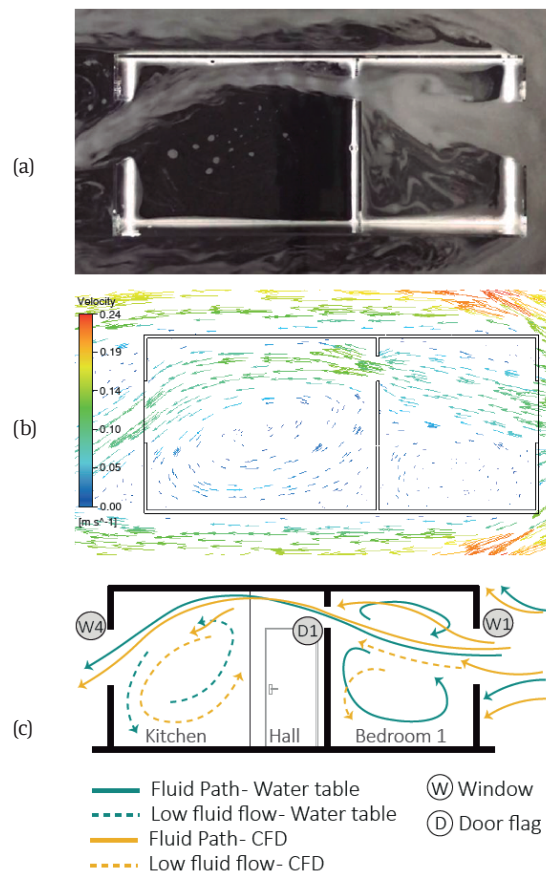 (a)
Velocity
0.24
0.19
(b)
0.10
0.05
0.00
[m s^-1]
W4
D1
W1
(c)
Kitchen
Hall
Bedroom 1
Fluid Path- Water table
W Window
Low fluid flow- Water table
D Door flag
Fluid Path- CFD
Low fluid flow- CFD